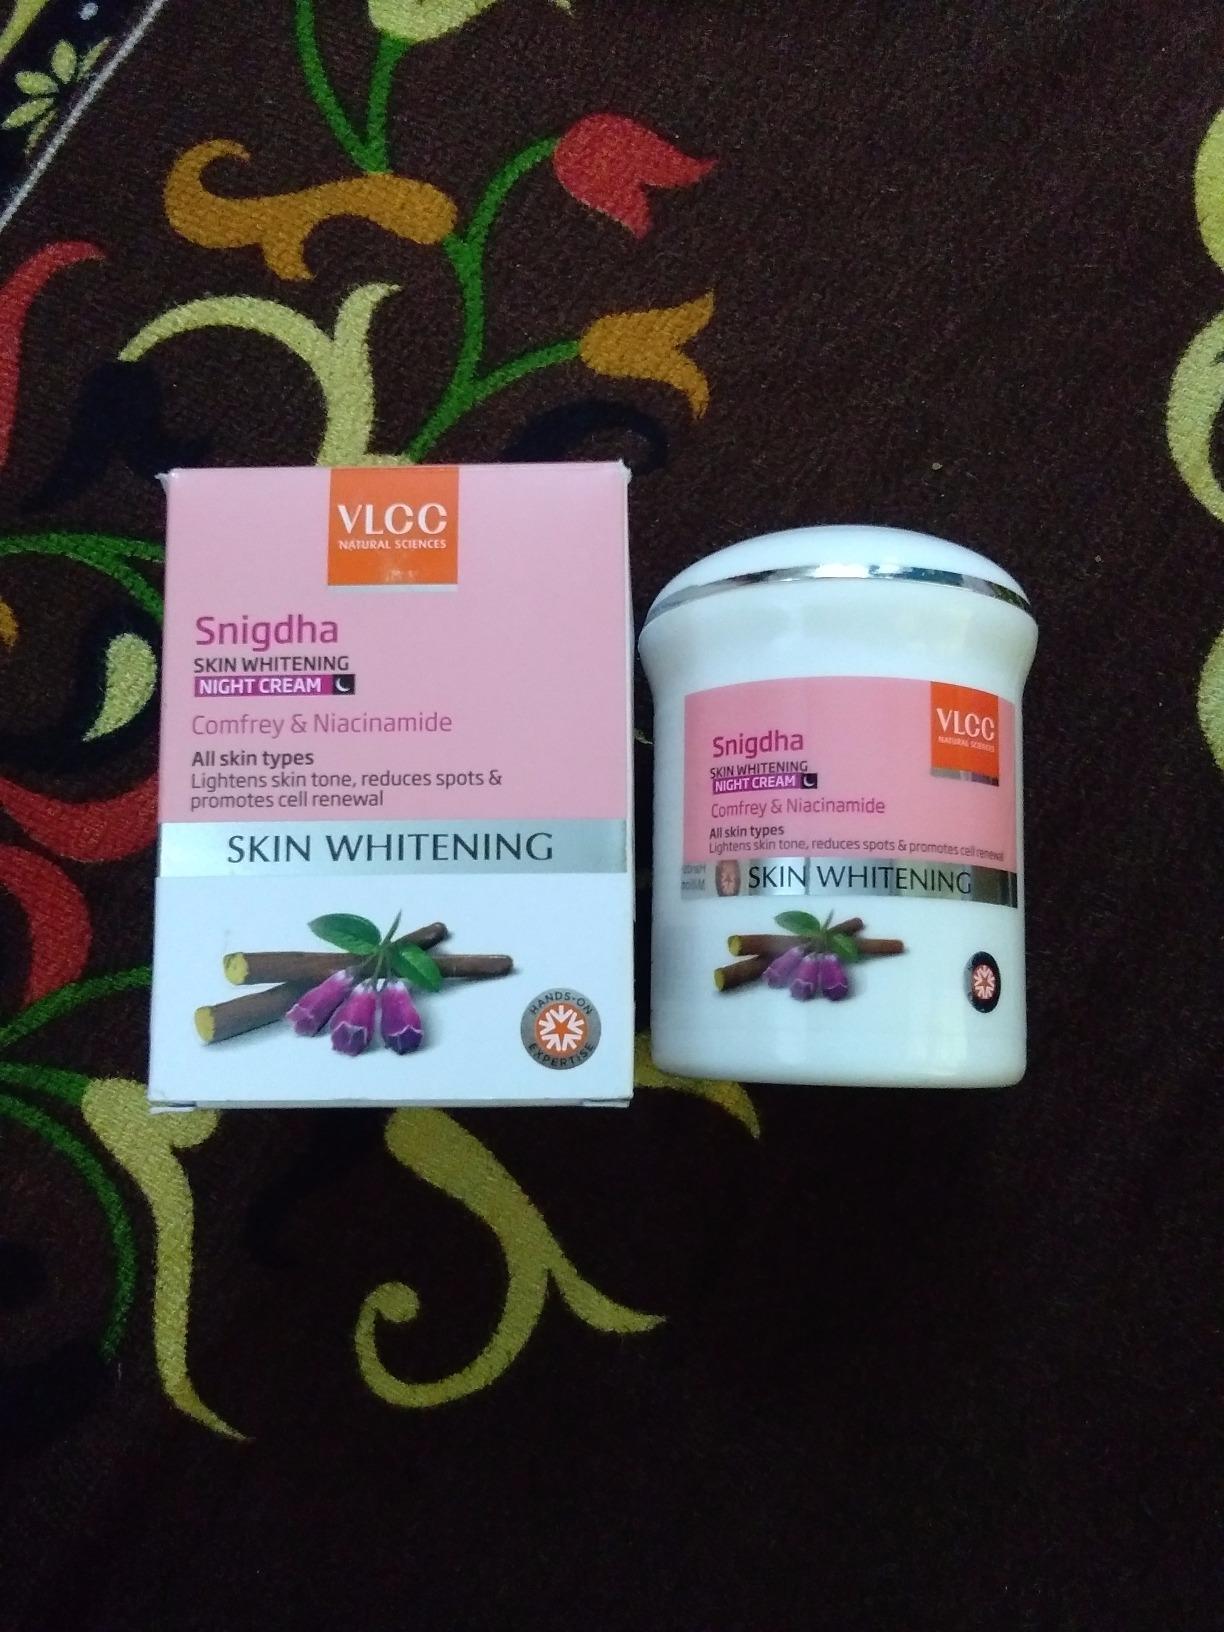 VLCC
NATURAL SCIENCES
Snigdha
SKIN WHITENING
NIGHT CREAM
Comfrey & Niacinamide
All skin types
Lightens skin tone, reduces spots &
promotes cell renewal
SKIN WHITENING
HANDS-ON
EXPERTISE
VLCC
NATURAL SCIENCES
Snigdha
SKIN WHITENING
NIGHT CREAM
Comfrey & Niacinamide
All skin types
Lightens skin tone, reduces spots & promotes cell renewal
SKIN WHITENING